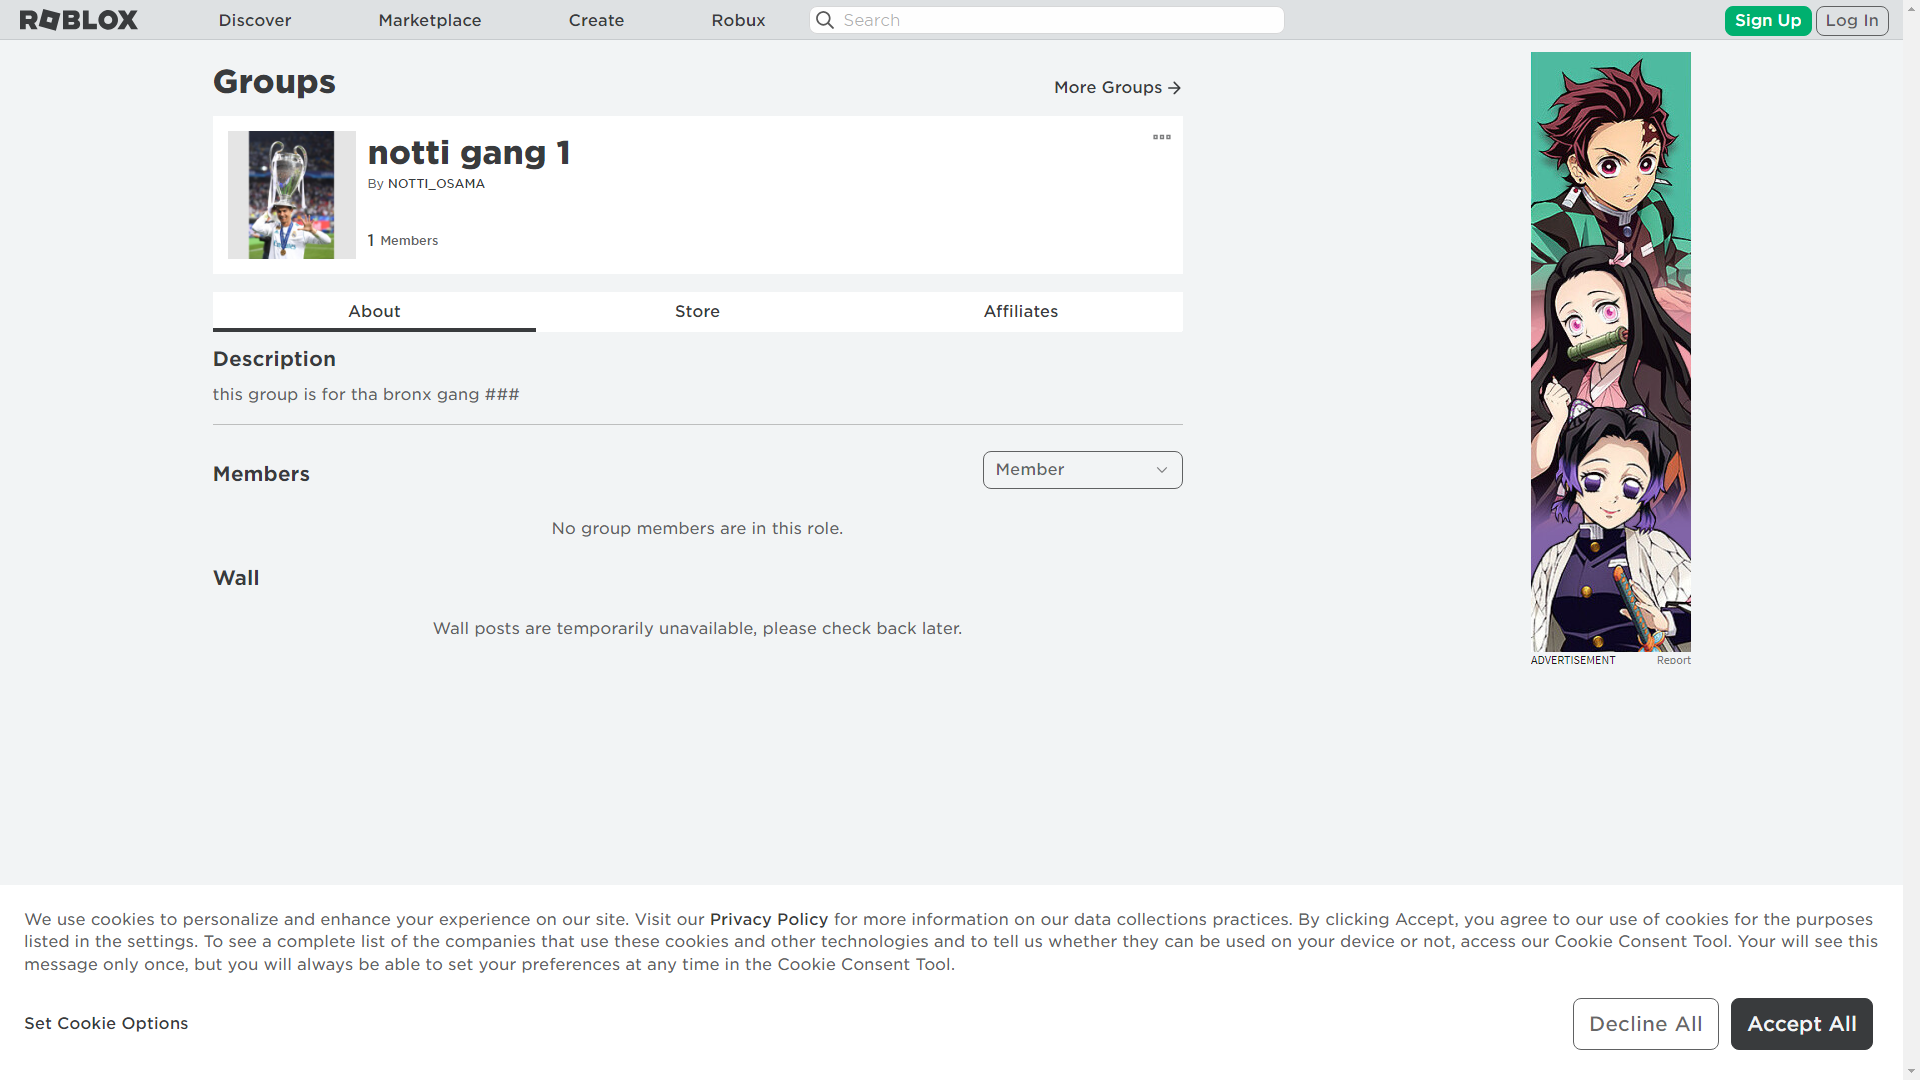 ROBLOX Discover Marketplace Create Robux Search Sign Up Log In
Groups
More Groups
notti gang 1
By NOTTI_OSAMA
1 Members
About Store Affiliates
Description
this group is for tha bronx gang ###
Members
Member
No group members are in this role.
Wall
Wall posts are temporarily unavailable, please check back later.
ADVERTISEMENT Report
We use cookies to personalize and enhance your experience on our site. Visit our Privacy Policy for more information on our data collections practices. By clicking Accept, you agree to our use of cookies for the purposes
listed in the settings. To see a complete list of the companies that use these cookies and other technologies and to tell us whether they can be used on your device or not, access our Cookie Consent Tool. Your will see this
message only once, but you will always be able to set your preferences at any time in the Cookie Consent Tool.
Set Cookie Options
Decline All
Accept All